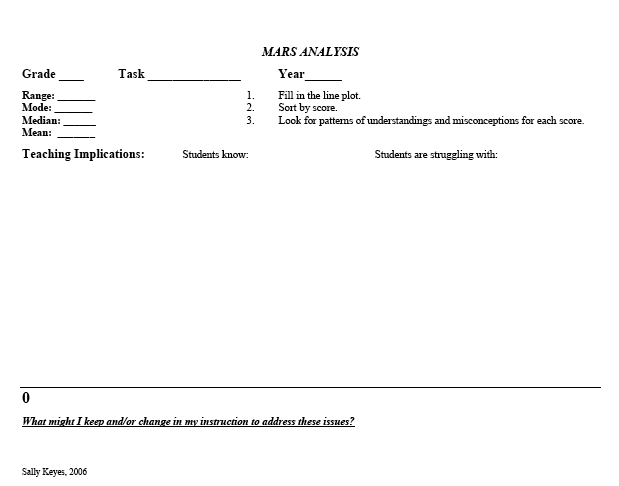 MARS ANALYSIS
Grade ____ Task _______________ Year______
Range: _______ 1. Fill in the line plot.
Mode: _______ 2. Sort by score.
Median: ______ 3. Look for patterns of understandings and misconceptions for each score.
Mean: _______
Teaching Implications: Students know: Students are struggling with:
0
What might I keep and/or change in my instruction to address these issues?
Sally Keyes, 2006